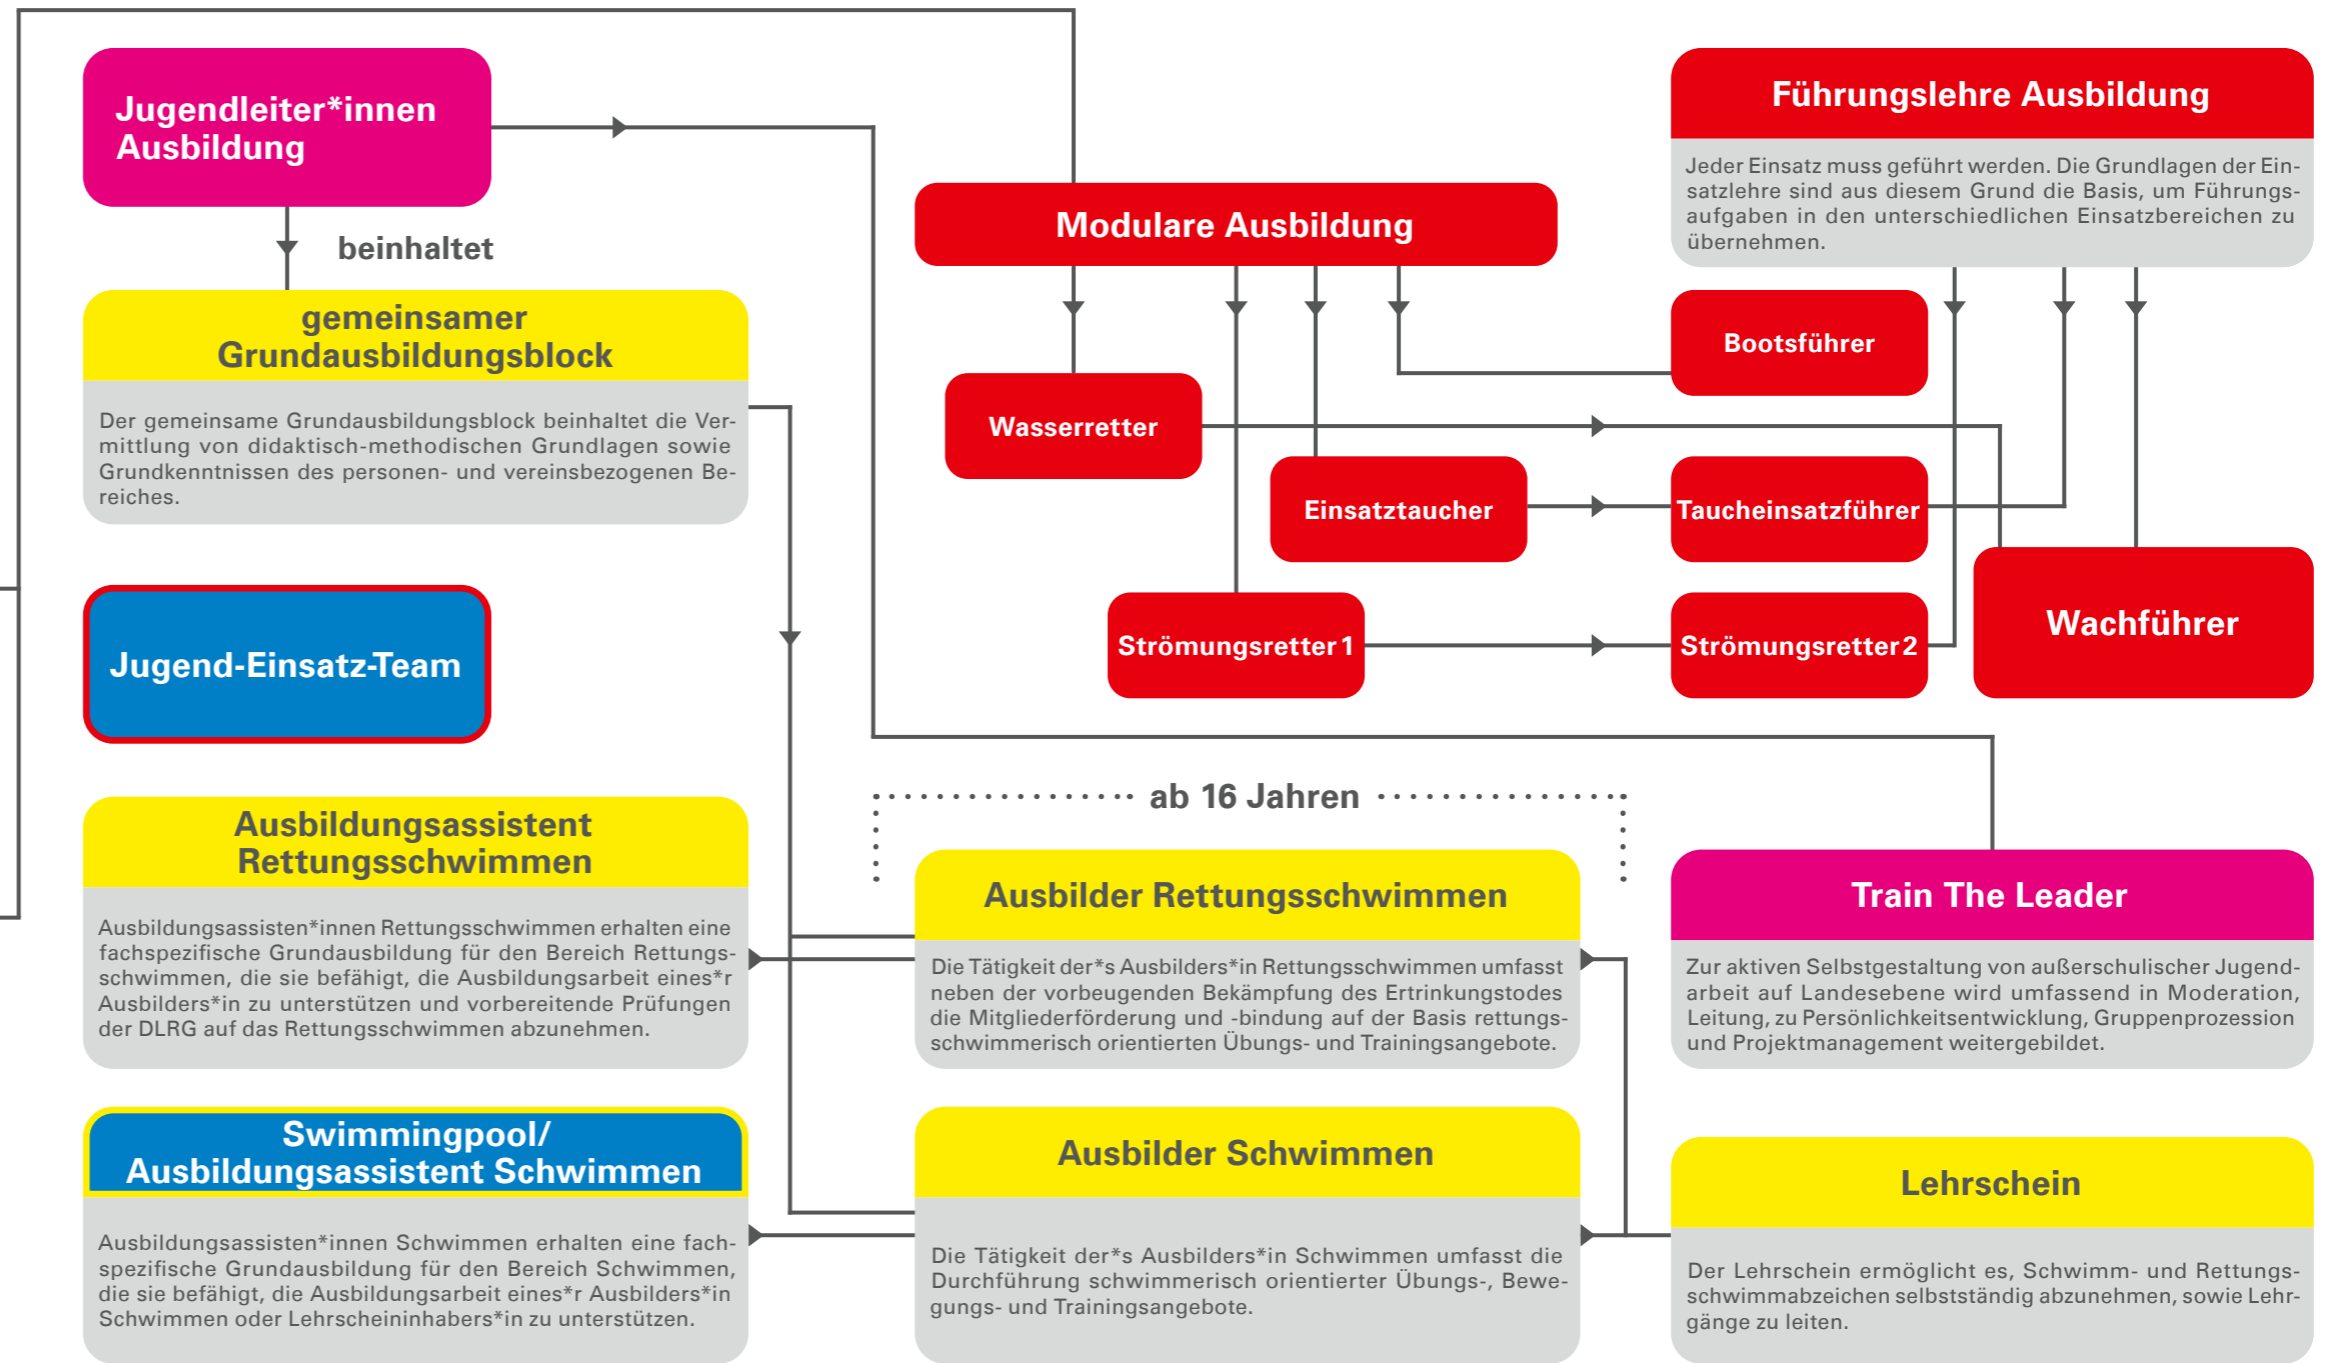 Jugendleiter*innen
Ausbildung
beinhaltet
gemeinsamer
Grundausbildungsblock
Der gemeinsame Grundausbildungsblock beinhaltet die Ver-
mittlung von didaktisch-methodischen Grundlagen sowie
Grundkenntnissen des personen- und vereinsbezogenen Be-
reiches.
Jugend-Einsatz-Team
Modulare Ausbildung
Führungslehre Ausbildung
Jeder Einsatz muss geführt werden. Die Grundlagen der Ein-
satzlehre sind aus diesem Grund die Basis, um Führungs-
aufgaben in den unterschiedlichen Einsatzbereichen zu
übernehmen.
Bootsführer
Wasserretter
Einsatztaucher
Taucheinsatzführer
Strömungsretter 1
Strömungsretter 2
Wachführer
ab 16 Jahren
Ausbildungsassistent
Rettungsschwimmen
Ausbildungsassisten*innen Rettungsschwimmen erhalten eine
fachspezifische Grundausbildung für den Bereich Rettungs-
schwimmen, die sie befähigt, die Ausbildungsarbeit eines*r
Ausbilders*in zu unterstützen und vorbereitende Prüfungen
der DLRG auf das Rettungsschwimmen abzunehmen.
Ausbilder Rettungsschwimmen
Die Tätigkeit der*s Ausbilders*in Rettungsschwimmen umfasst
neben der vorbeugenden Bekämpfung des Ertrinkungstodes
die Mitgliederförderung und -bindung auf der Basis rettungs-
schwimmerisch orientierten Übungs- und Trainingsangebote.
Train The Leader
Zur aktiven Selbstgestaltung von außerschulischer Jugend-
arbeit auf Landesebene wird umfassend in Moderation,
Leitung, zu Persönlichkeitsentwicklung, Gruppenprozession
und Projektmanagement weitergebildet.
Swimmingpool/
Ausbildungsassistent Schwimmen
Ausbildungsassisten*innen Schwimmen erhalten eine fach-
spezifische Grundausbildung für den Bereich Schwimmen,
die sie befähigt, die Ausbildungsarbeit eines*r Ausbilders*in
Schwimmen oder Lehrscheininhabers*in zu unterstützen.
Ausbilder Schwimmen
Die Tätigkeit der*s Ausbilders*in Schwimmen umfasst die
Durchführung schwimmerisch orientierter Übungs-, Bewe-
gungs- und Trainingsangebote.
Lehrschein
Der Lehrschein ermöglicht es, Schwimm- und Rettungs-
schwimmabzeichen selbstständig abzunehmen, sowie Lehr-
gänge zu leiten.